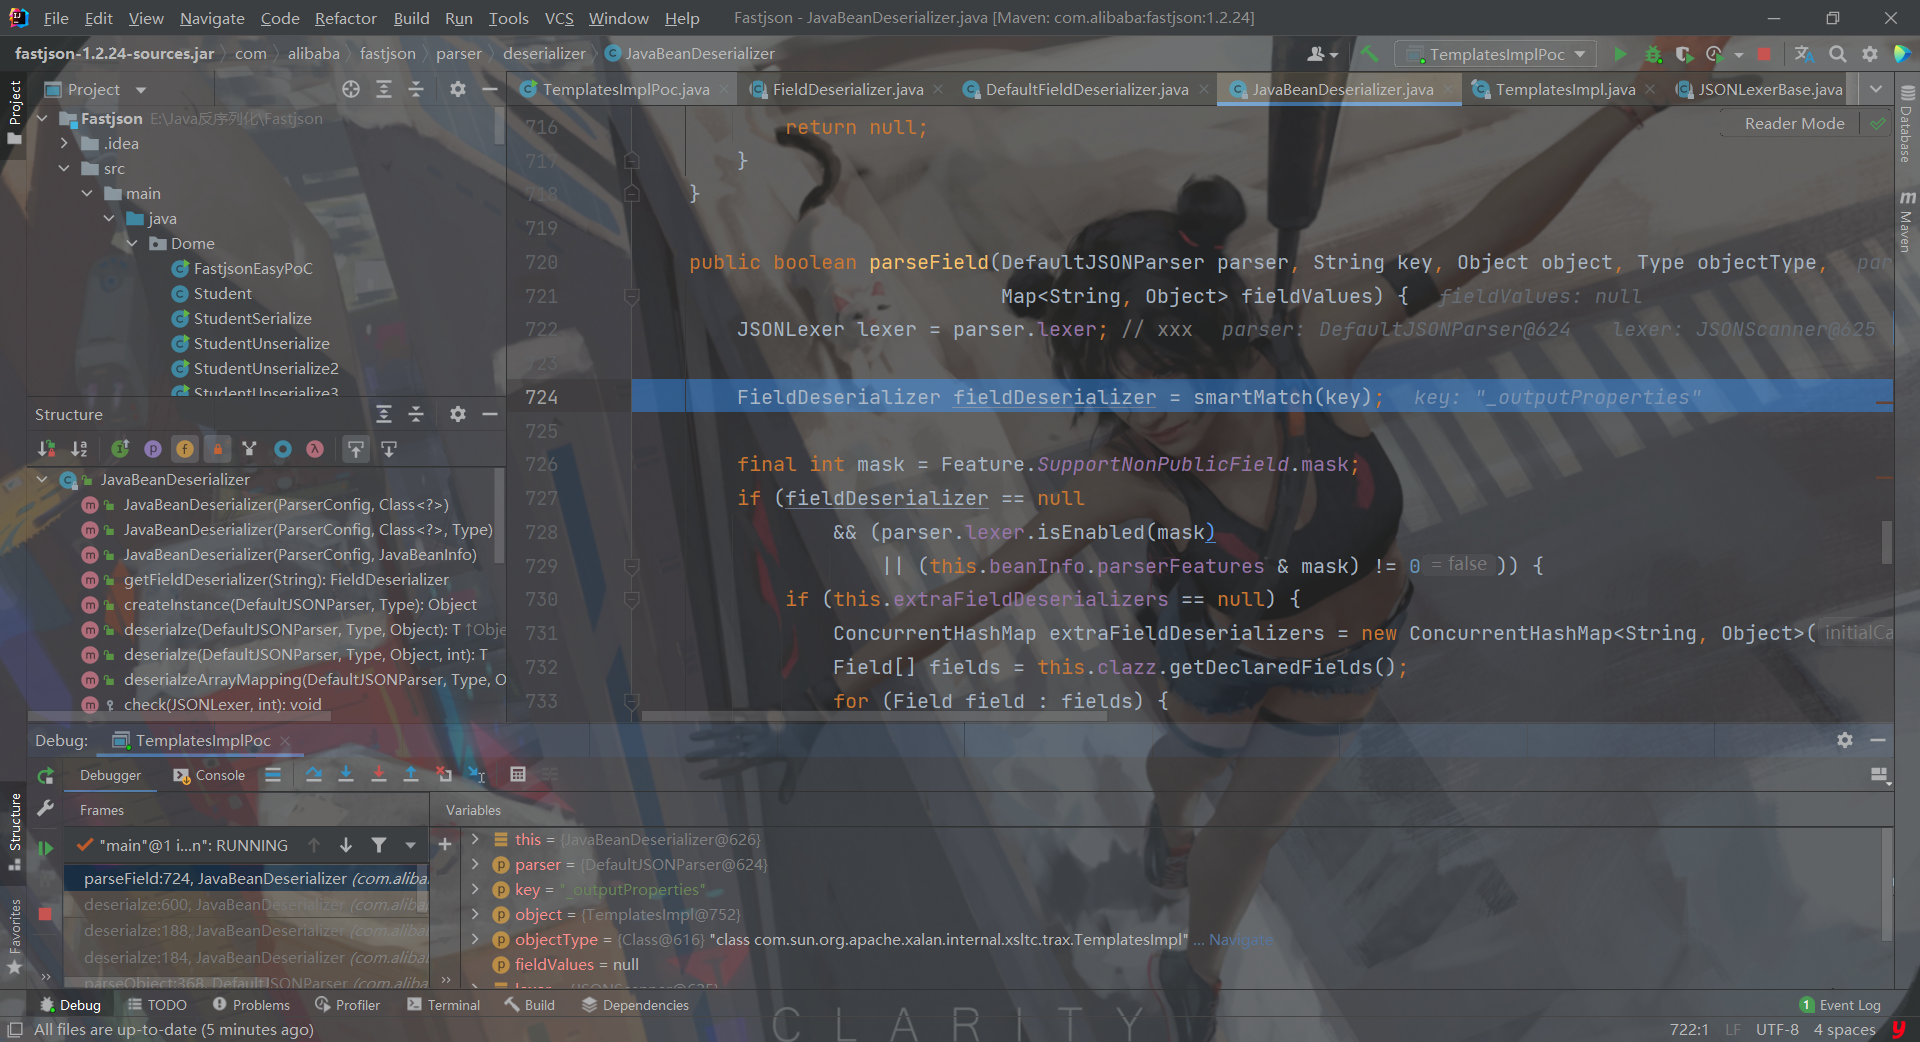 File Edit View Navigate Code Refactor Build Run Tools VCS Window Help Fastjson - JavaBeanDeserializer.java [Maven: com.alibaba:fastjson:1.2.24]
fastjson-1.2.24-sources.jar com alibaba fastjson parser deserializer JavaBeanDeserializer TemplatesImplPoc
Project
TemplatesImplPoc.java FieldDeserializer.java DefaultFieldDeserializer.java JavaBeanDeserializer.java TemplatesImpl.java JSONLexerBase.java
Reader Mode
Project
Fastjson E:\Java反序列化\Fastjson
.idea
src
main
java
Dome
FastjsonEasyPoC
Student
StudentSerialize
StudentUnserialize
StudentUnserialize2
StudentUnserialize3
Structure
JavaBeanDeserializer
JavaBeanDeserializer(ParserConfig, Class<?>)
JavaBeanDeserializer(ParserConfig, Class<?>, Type)
JavaBeanDeserializer(ParserConfig, JavaBeanInfo)
getFieldDeserializer(String): FieldDeserializer
createInstance(DefaultJSONParser, Type): Object
deserialze(DefaultJSONParser, Type, Object): T ↑Obje
deserialze(DefaultJSONParser, Type, Object, int): T
deserialzeArrayMapping(DefaultJSONParser, Type, O
check(JSONLexer, int): void
716 return null;
717 }
718 }
719
720 public boolean parseField(DefaultJSONParser parser, String key, Object object, Type objectType, par
721 Map<String, Object> fieldValues) { fieldValues: null
722 JSONLexer lexer = parser.lexer; // xxx parser: DefaultJSONParser@624 lexer: JSONScanner@625
723
724 FieldDeserializer fieldDeserializer = smartMatch(key); key: "_outputProperties"
725
726 final int mask = Feature.SupportNonPublicField.mask;
727 if (fieldDeserializer == null
728 && (parser.lexer.isEnabled(mask)
729 || (this.beanInfo.parserFeatures & mask) != 0 = false )) {
730 if (this.extraFieldDeserializers == null) {
731 ConcurrentHashMap extraFieldDeserializers = new ConcurrentHashMap<String, Object>( initialCa
732 Field[] fields = this.clazz.getDeclaredFields();
733 for (Field field : fields) {
Database
Maven
Debug: TemplatesImplPoc
Debugger Console
Frames Variables
"main"@1 i...n": RUNNING
parseField:724, JavaBeanDeserializer (com.aliba
deserialze:600, JavaBeanDeserializer (com.aliba
deserialze:188, JavaBeanDeserializer (com.aliba
deserialze:184, JavaBeanDeserializer (com.aliba
parseObject:368, DefaultJSONParser (com.aliba
this = {JavaBeanDeserializer@626}
parser = {DefaultJSONParser@624}
key = "_outputProperties"
object = {TemplatesImpl@752}
objectType = {Class@616} "class com.sun.org.apache.xalan.internal.xsltc.trax.TemplatesImpl" ... Navigate
fieldValues = null
lexer = {JSONScanner@625}
Structure
Favorites
Debug TODO Problems Profiler Terminal Build Dependencies 1 Event Log
CLARITY
All files are up-to-date (5 minutes ago) 722:1 LF UTF-8 4 spaces